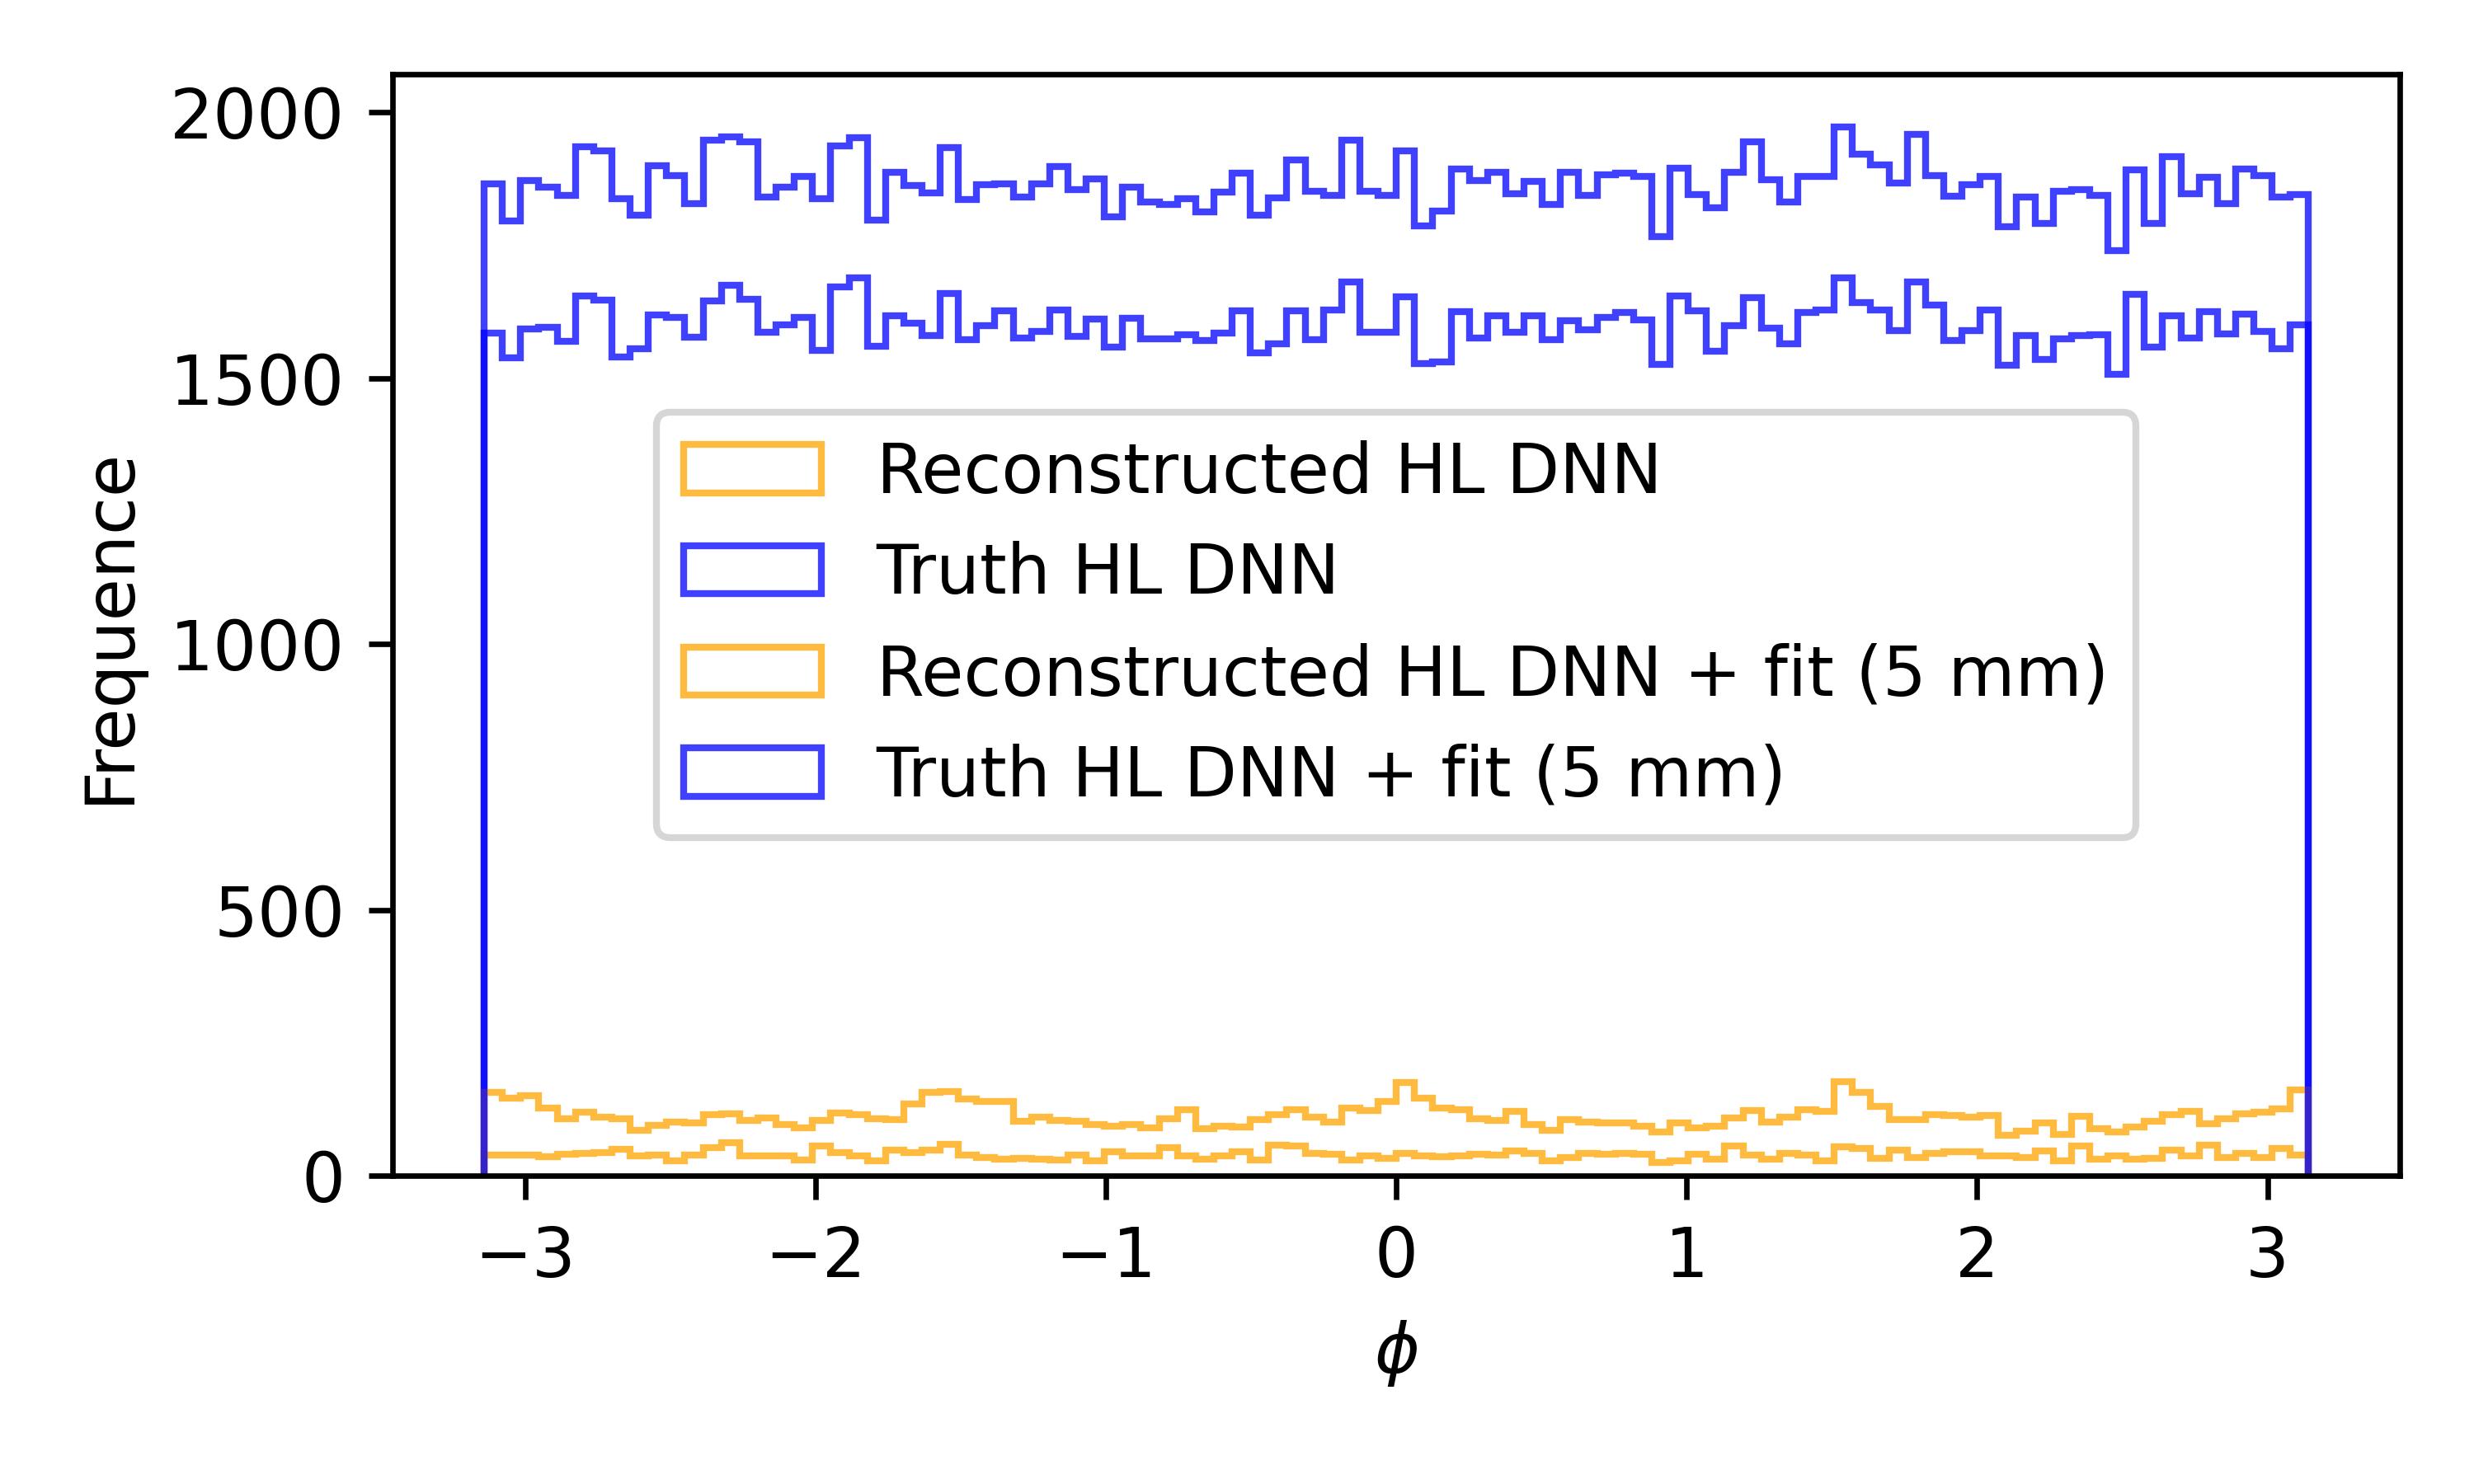 2000
1500
1000
500
0
Frequence
Reconstructed HL DNN
Truth HL DNN
Reconstructed HL DNN + fit (5 mm)
Truth HL DNN + fit (5 mm)
−3 −2 −1 0 1 2 3
ϕ